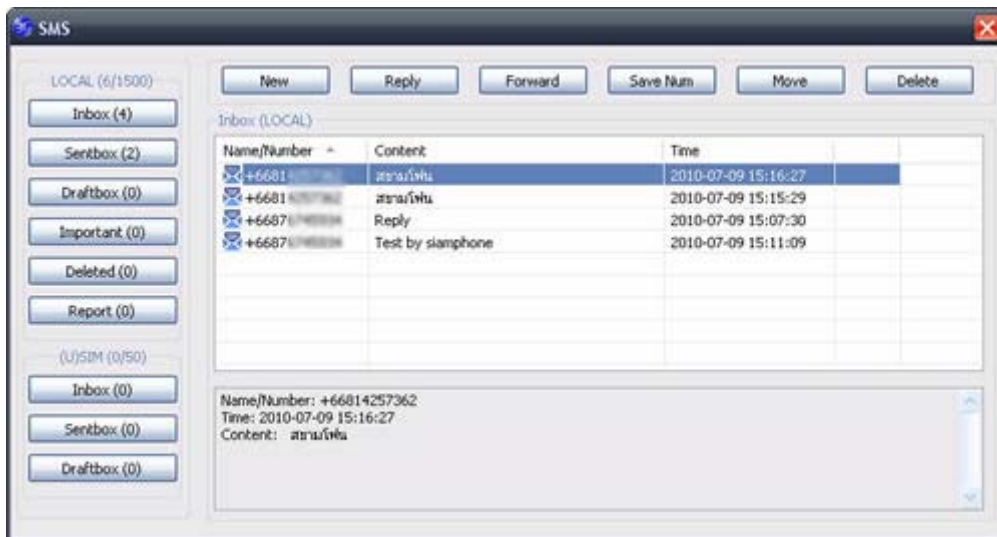 SMS
LOCAL (6/1500)
Inbox (4)
Sentbox (2)
Draftbox (0)
Important (0)
Deleted (0)
Report (0)
(U)SIM (0/50)
Inbox (0)
Sentbox (0)
Draftbox (0)
New Reply Forward Save Num Move Delete
Inbox (LOCAL)
Name/Number Content Time
+6681 สยามโฟน 2010-07-09 15:16:27
+6681 สยามโฟน 2010-07-09 15:15:29
+6687 Reply 2010-07-09 15:07:30
+6687 Test by siamphone 2010-07-09 15:11:09
Name/Number: +66814257362
Time: 2010-07-09 15:16:27
Content: สยามโฟน